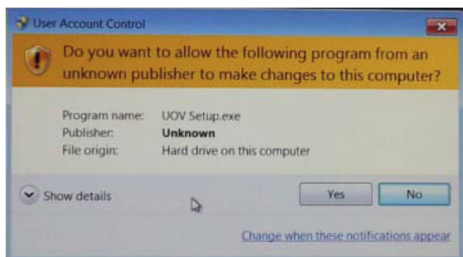 User Account Control
Do you want to allow the following program from an
unknown publisher to make changes to this computer?
Program name: UOV Setup.exe
Publisher: Unknown
File origin: Hard drive on this computer
Show details
Yes No
Change when these notifications appear